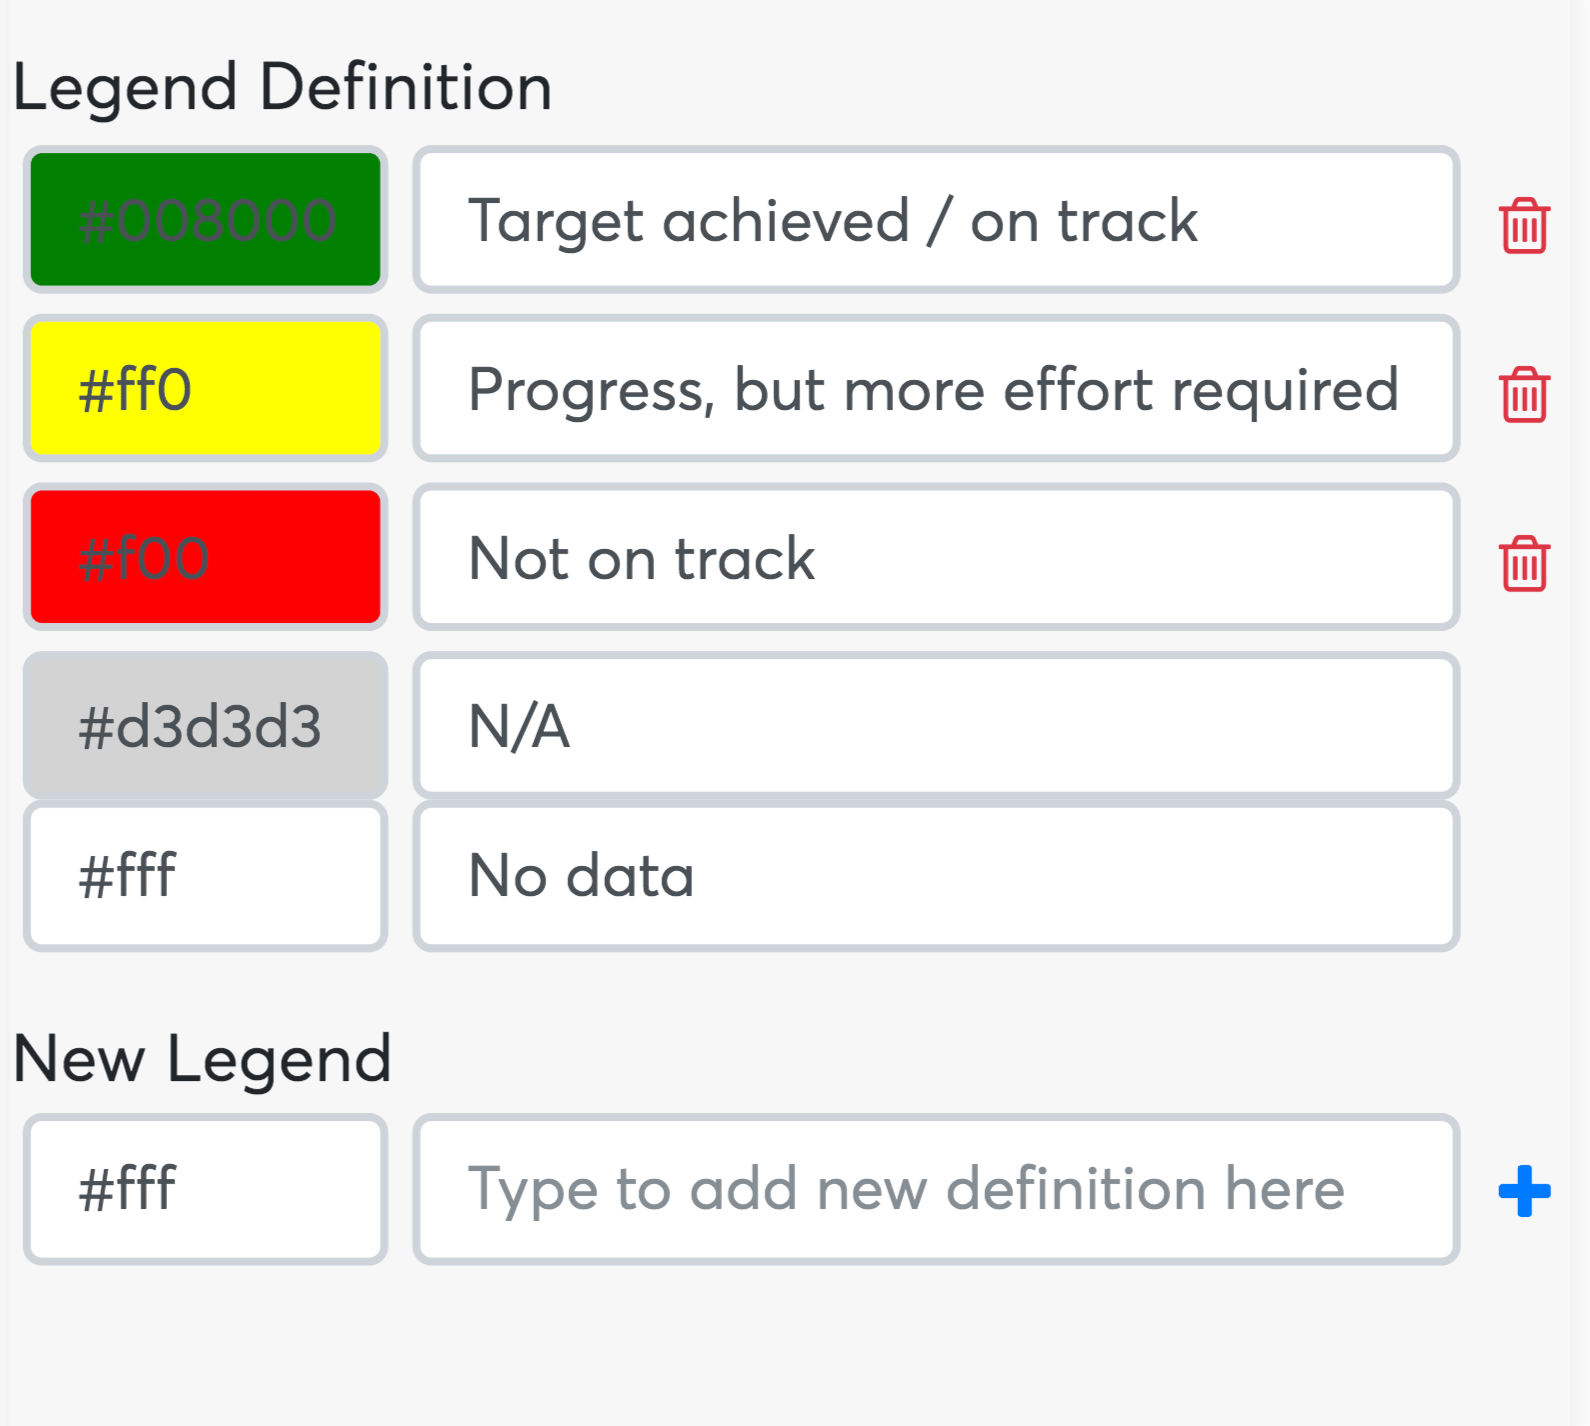 Legend Definition
#008000 Target achieved / on track
#ff0 Progress, but more effort required
#f00 Not on track
#d3d3d3 N/A
#fff No data
New Legend
#fff Type to add new definition here